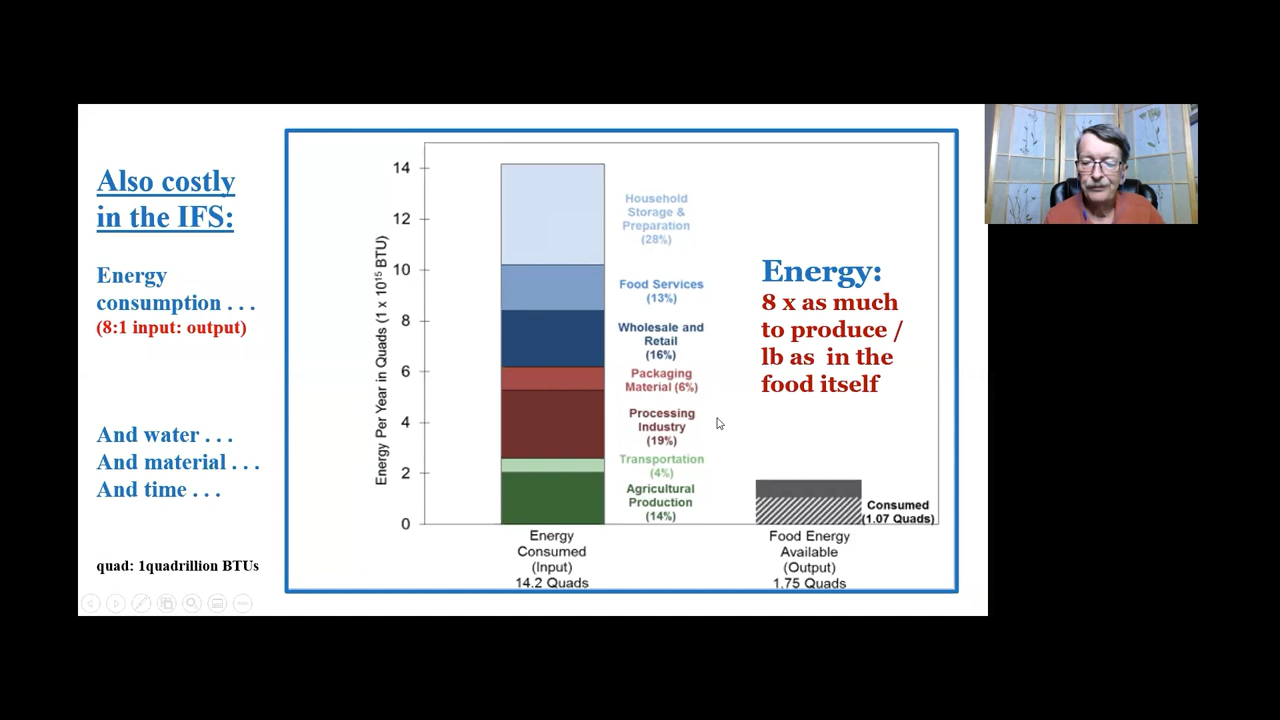 Also costly
in the IFS:
Energy
consumption . . .
(8:1 input: output)
And water . . .
And material . . .
And time . . .
quad: 1quadrillion BTUs
Energy Per Year in Quads (1 x 10¹⁵ BTU)
14
12
10
8
6
4
2
0
Household
Storage &
Preparation
(28%)
Food Services
(13%)
Wholesale and
Retail
(16%)
Packaging
Material (6%)
Processing
Industry
(19%)
Transportation
(4%)
Agricultural
Production
(14%)
Energy
Consumed
(Input)
14.2 Quads
Energy:
8 x as much
to produce /
lb as in the
food itself
Consumed
(1.07 Quads)
Food Energy
Available
(Output)
1.75 Quads